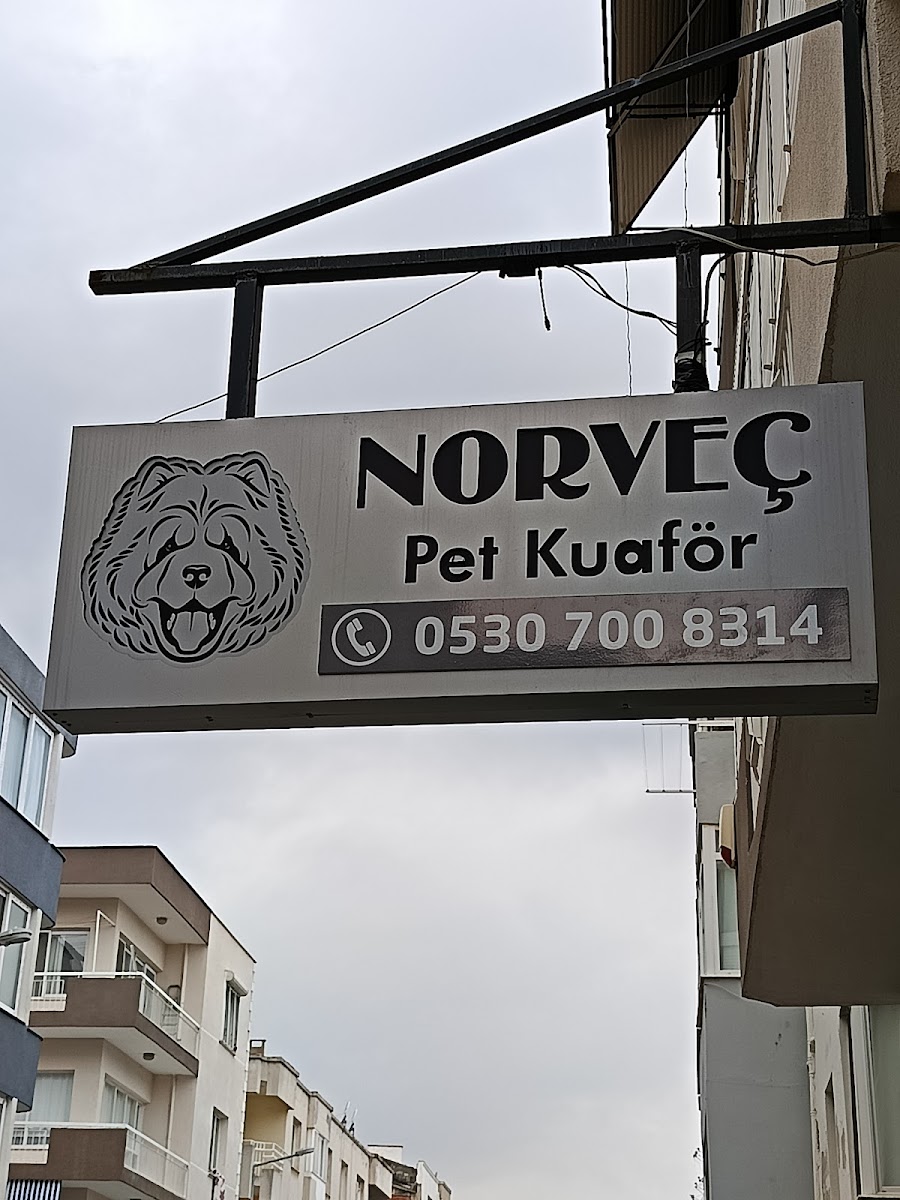 NORVEÇ
Pet Kuaför
0530 700 8314